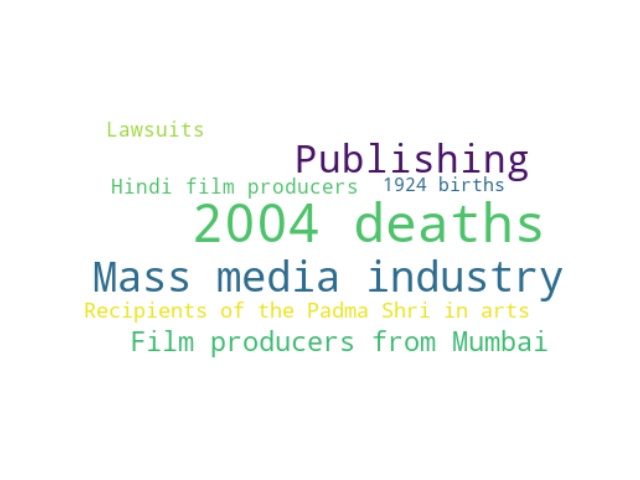 Lawsuits
Publishing
Hindi film producers 1924 births
2004 deaths
Mass media industry
Recipients of the Padma Shri in arts
Film producers from Mumbai